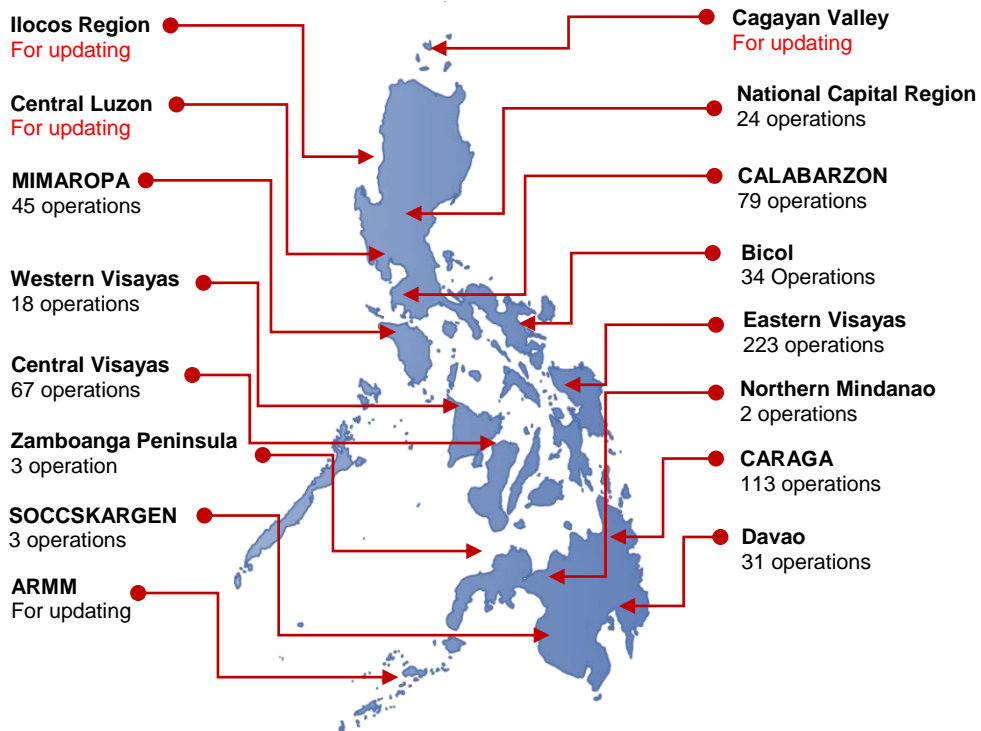 Ilocos Region
For updating
Central Luzon
For updating
MIMAROPA
45 operations
Western Visayas
18 operations
Central Visayas
67 operations
Zamboanga Peninsula
3 operation
SOCCSKARGEN
3 operations
ARMM
For updating
Cagayan Valley
For updating
National Capital Region
24 operations
CALABARZON
79 operations
Bicol
34 Operations
Eastern Visayas
223 operations
Northern Mindanao
2 operations
CARAGA
113 operations
Davao
31 operations